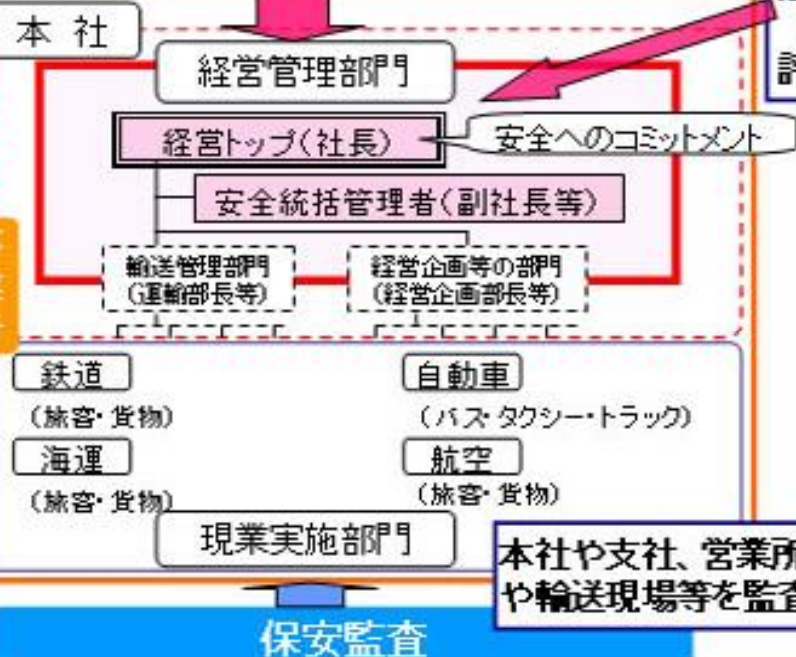 本社
経営管理部門
経営トップ(社長)
安全へのコミットメント
安全統括管理者(副社長等)
輸送管理部門
(運輸部長等)
経営企画等の部門
(経営企画部長等)
鉄道
(旅客・貨物)
自動車
(バス・タクシー・トラック)
海運
(旅客・貨物)
航空
(旅客・貨物)
現業実施部門
本社や支社、営業所
や輸送現場等を監査
保安監査